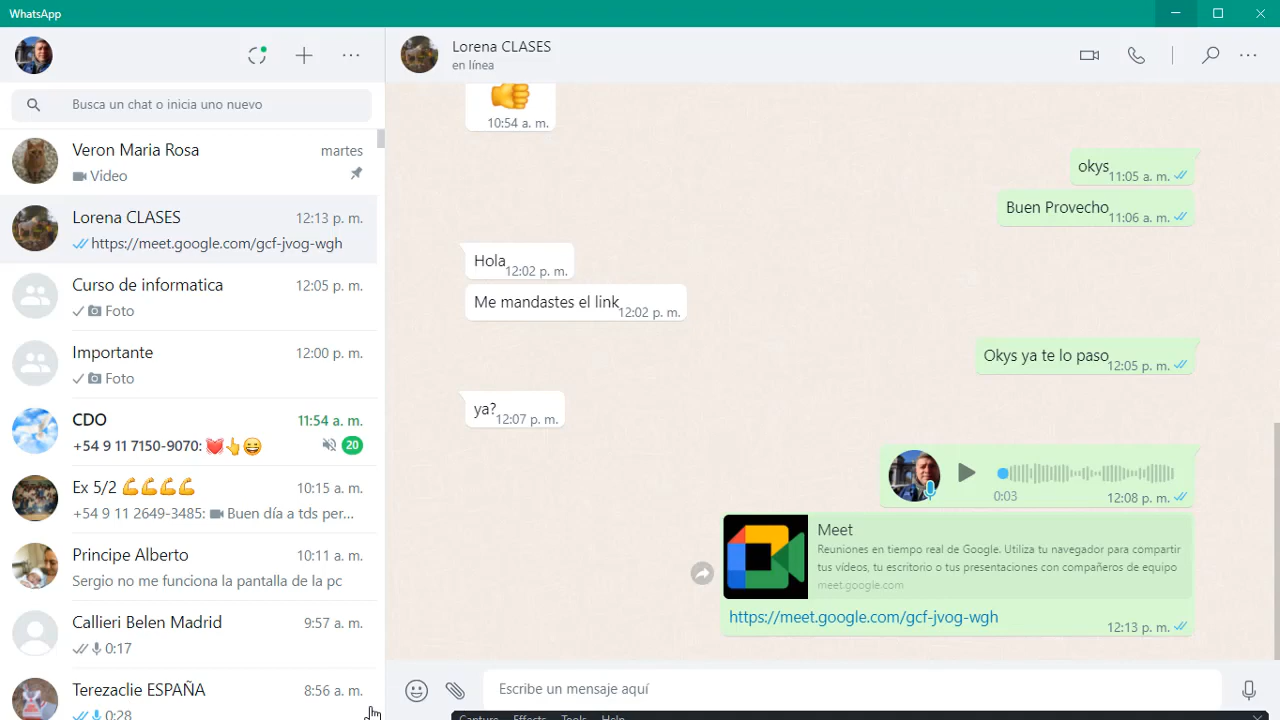 WhatsApp
Busca un chat o inicia uno nuevo
Veron Maria Rosa
martes
Video
Lorena CLASES
12:13 p. m.
https://meet.google.com/gcf-jvog-wgh
Curso de informatica
12:05 p. m.
Foto
Importante
12:00 p. m.
Foto
CDO
11:54 a. m.
+54 9 11 7150-9070: 💓👆😄
20
Ex 5/2 💪💪💪💪
10:15 a. m.
+54 9 11 2649-3485: Buen día a tds per...
Principe Alberto
10:11 a. m.
Sergio no me funciona la pantalla de la pc
Callieri Belen Madrid
9:57 a. m.
0:17
Terezaclie ESPAÑA
8:56 a. m.
0:28
Lorena CLASES
en línea
10:54 a. m.
okys
11:05 a. m.
Buen Provecho
11:06 a. m.
Hola
12:02 p. m.
Me mandastes el link
12:02 p. m.
Okys ya te lo paso
12:05 p. m.
ya?
12:07 p. m.
0:03
12:08 p. m.
Meet
Reuniones en tiempo real de Google. Utiliza tu navegador para compartir
tus vídeos, tu escritorio o tus presentaciones con compañeros de equipo
meet.google.com
https://meet.google.com/gcf-jvog-wgh
12:13 p. m.
Escribe un mensaje aquí
Capture Effects Tools Help